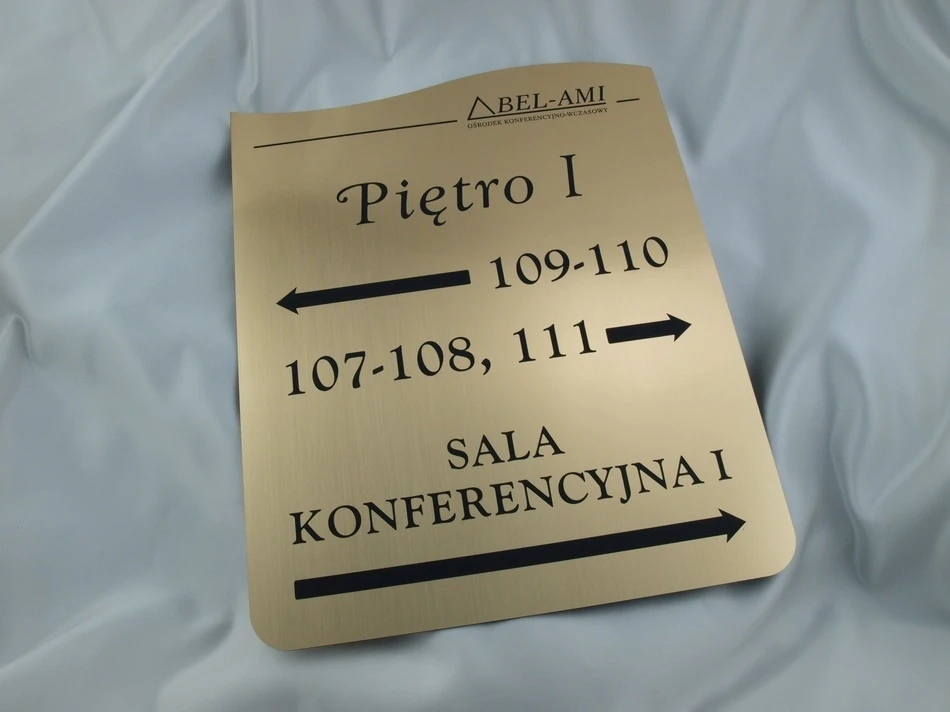 BEL-AMI
OŚRODEK KONFERENCYJNO-WCZASOWY
Piętro I
109-110
107-108, 111
SALA
KONFERENCYJNA I